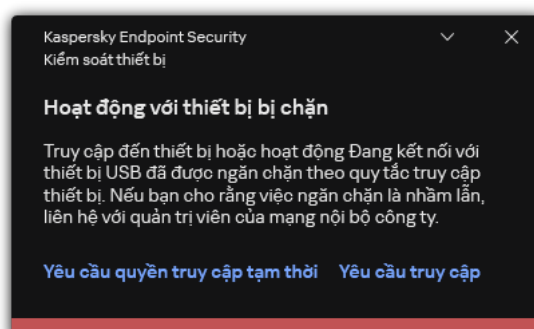 Kaspersky Endpoint Security
Kiểm soát thiết bị
Hoạt động với thiết bị bị chặn
Truy cập đến thiết bị hoặc hoạt động Đang kết nối với
thiết bị USB đã được ngăn chặn theo quy tắc truy cập
thiết bị. Nếu bạn cho rằng việc ngăn chặn là nhầm lẫn,
liên hệ với quản trị viên của mạng nội bộ công ty.
Yêu cầu quyền truy cập tạm thời Yêu cầu truy cập